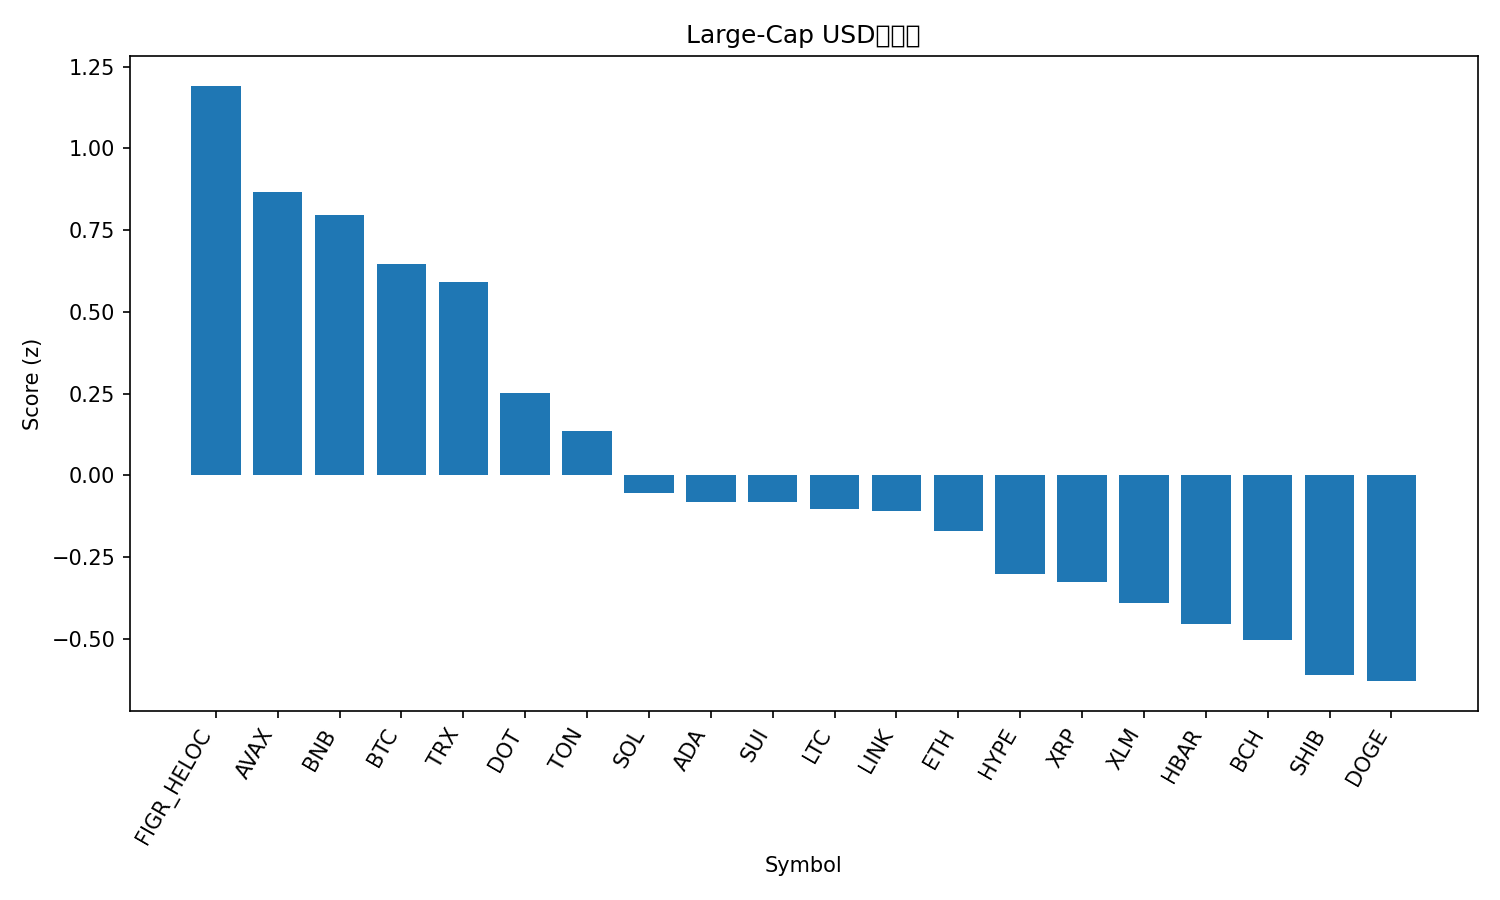 Large-Cap USD
1.25
1.00
0.75
0.50
0.25
0.00
−0.25
−0.50
Score (z)
FIGR_HELOC
AVAX
BNB
BTC
TRX
DOT
TON
SOL
ADA
SUI
LTC
LINK
ETH
HYPE
XRP
XLM
HBAR
BCH
SHIB
DOGE
Symbol